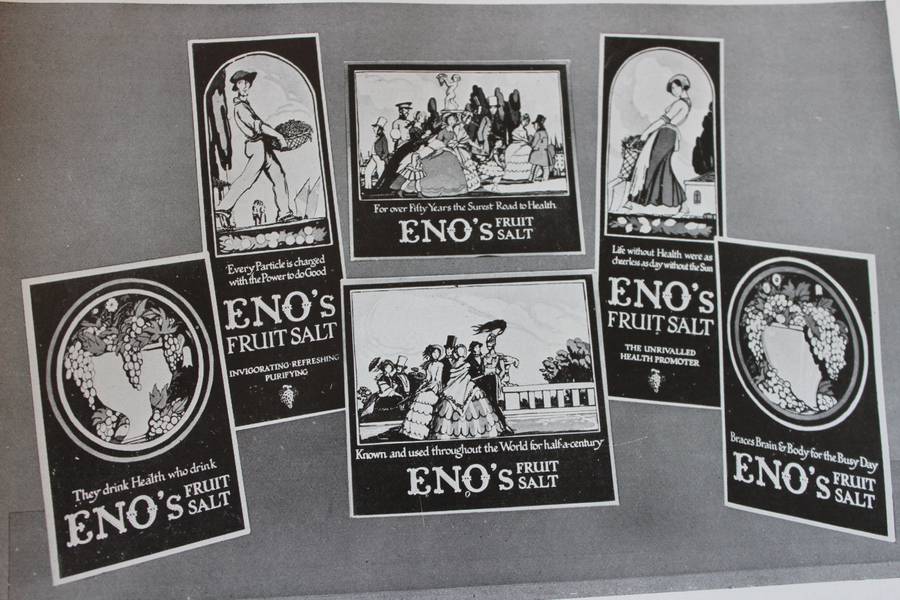 Every Particle is charged
with the Power to do Good
ENO's
FRUIT SALT
INVIGORATING-REFRESHING
PURIFYING
For over Fifty Years the Surest Road to Health
ENO's FRUIT
SALT
Life without Health were as
cheerless as day without the Sun
ENO's
FRUIT SALT
THE UNRIVALLED
HEALTH PROMOTER
They drink Health who drink
ENO's FRUIT
SALT
Known and used throughout the World for half-a-century
ENO's FRUIT
SALT
Braces Brain & Body for the Busy Day
ENO's FRUIT
SALT